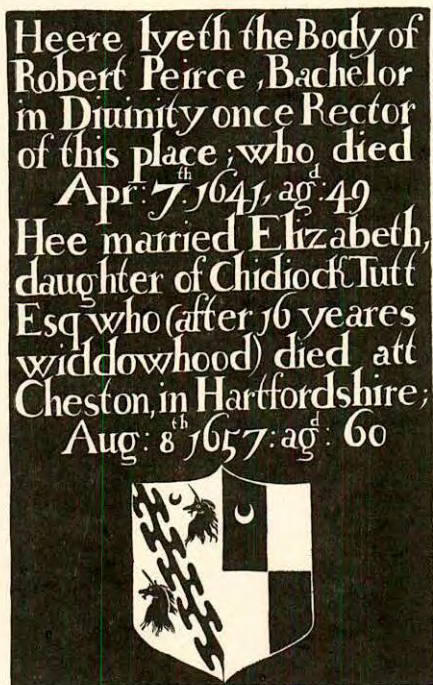 Heere lyeth the Body of
Robert Peirce, Bachelor
in Diuinity once Rector
of this place; who died
Apr: 7.th 1641, agd: 49
Hee married Elizabeth,
daughter of Chidiock Tutt
Esq who (after 16 yeares
widdowhood) died att
Cheston, in Hartfordshire;
Aug: 8th 1657: agd: 60